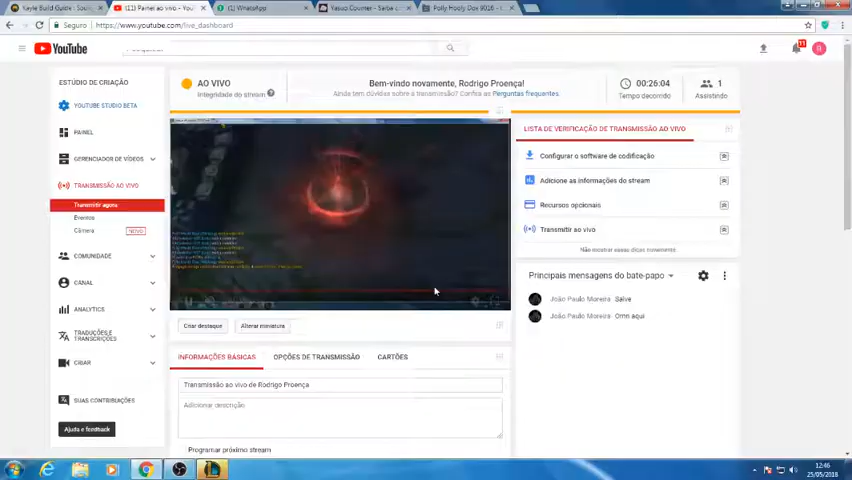 Kayle Build Guide : Soul
(11) Painel ao vivo - You
(1) WhatsApp
Yasuo Counter -
Seguro
https://www.youtube.com/live_dashboard
YouTube
Pesquisar
11
R
ESTÚDIO DE CRIAÇÃO
YOUTUBE STUDIO BETA
PAINEL
GERENCIADOR DE VÍDEOS
TRANSMISSÃO AO VIVO
Transmitir agora
Eventos
Câmera
NOVO
COMUNIDADE
CANAL
ANALYTICS
TRADUÇÕES E
TRANSCRIÇÕES
CRIAR
SUAS CONTRIBUIÇÕES
Ajuda e feedback
AO VIVO
Integridade do stream
Bem-vindo novamente, Rodrigo Proença!
Ainda tem dúvidas sobre a transmissão? Confira as Perguntas frequentes.
00:26:04
Tempo decorrido
1
Assistindo
Criar destaque
Alterar miniatura
INFORMAÇÕES BÁSICAS
OPÇÕES DE TRANSMISSÃO
CARTÕES
Transmissão ao vivo de Rodrigo Proença
Adicionar descrição
Programar próximo stream
LISTA DE VERIFICAÇÃO DE TRANSMISSÃO AO VIVO
Configurar o software de codificação
Adicione as informações do stream
Recursos opcionais
Transmitir ao vivo
Não mostrar essas dicas novamente.
Principais mensagens do bate-papo
João Paulo Moreira Salve
João Paulo Moreira Omri aqui
12:46
25/05/2018